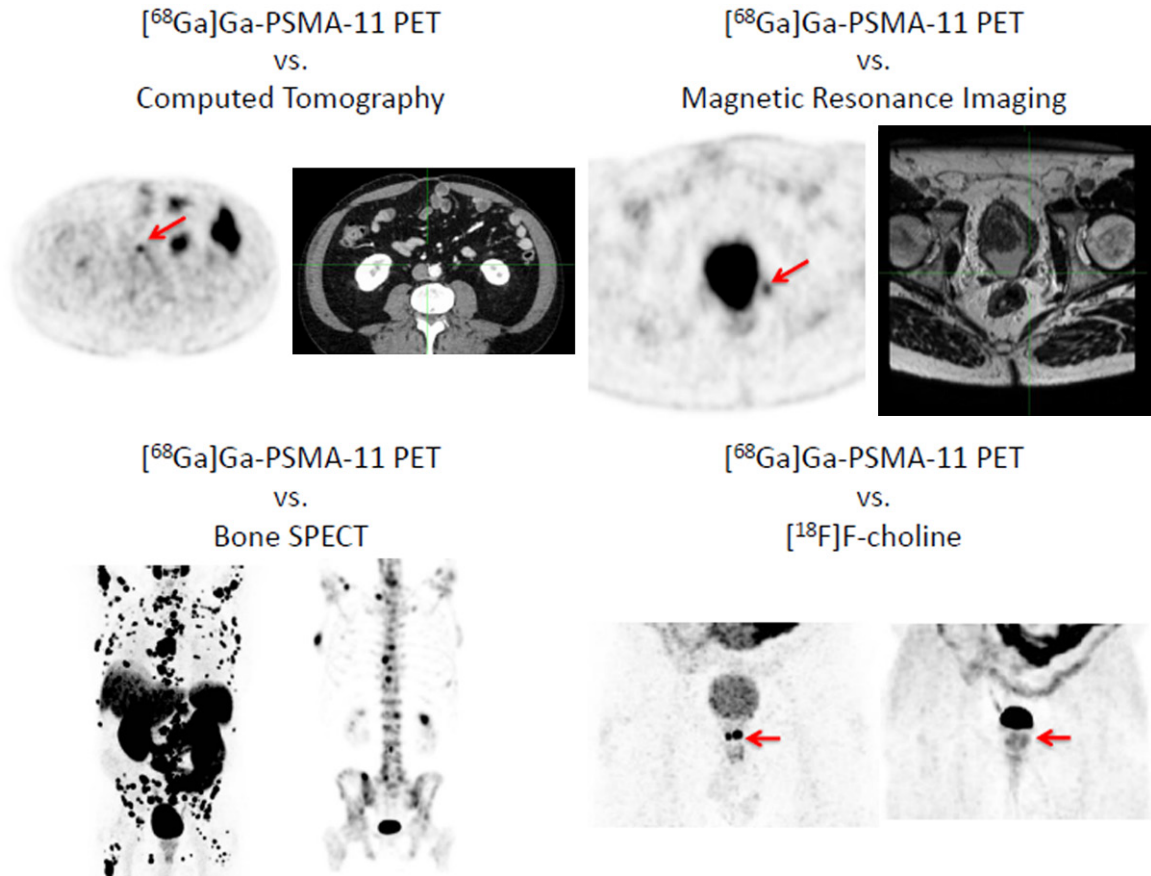 [⁶⁸Ga]Ga-PSMA-11 PET
vs.
Computed Tomography
[⁶⁸Ga]Ga-PSMA-11 PET
vs.
Magnetic Resonance Imaging
[⁶⁸Ga]Ga-PSMA-11 PET
vs.
Bone SPECT
[⁶⁸Ga]Ga-PSMA-11 PET
vs.
[¹⁸F]F-choline